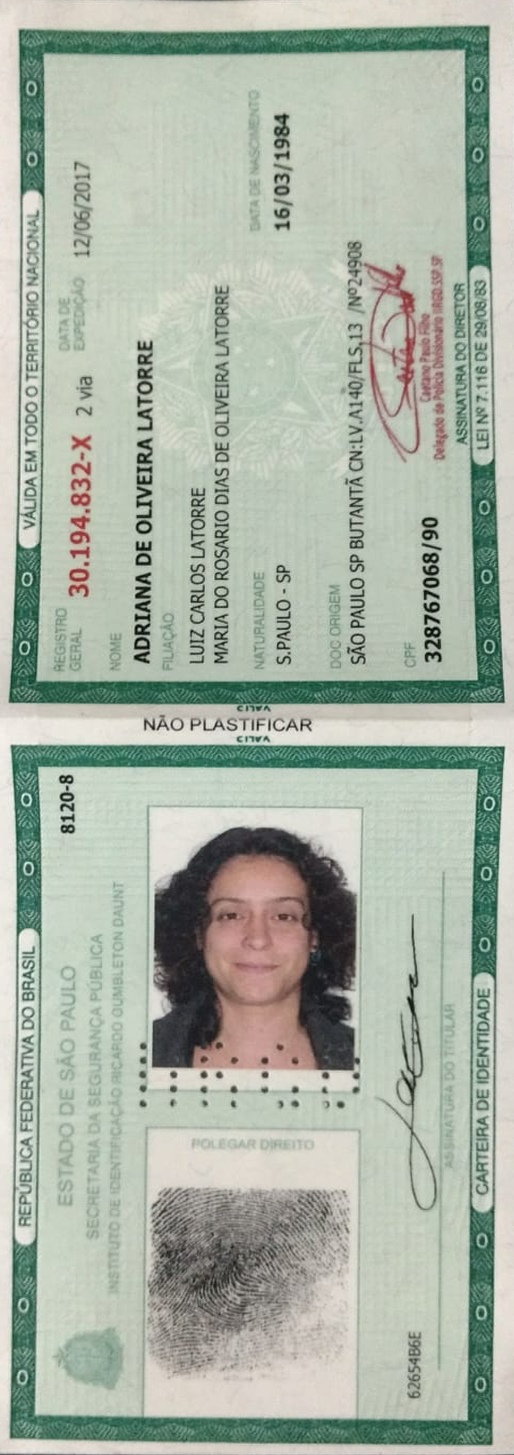 VÁLIDA EM TODO O TERRITÓRIO NACIONAL
REGISTRO GERAL 30.194.832-X 2 via DATA DE EXPEDIÇÃO 12/06/2017
NOME
ADRIANA DE OLIVEIRA LATORRE
FILIAÇÃO
LUIZ CARLOS LATORRE
MARIA DO ROSARIO DIAS DE OLIVEIRA LATORRE
NATURALIDADE DATA DE NASCIMENTO
S.PAULO - SP 16/03/1984
DOC ORIGEM
SÃO PAULO SP BUTANTÃ CN:LV.A140/FLS.13 /Nº24908
CPF
328767068/90
Caetano Paulo Filho
Delegado de Polícia Divisionário IIRGD.SSP.SP
ASSINATURA DO DIRETOR
LEI Nº 7.116 DE 29/08/83
NÃO PLASTIFICAR
REPÚBLICA FEDERATIVA DO BRASIL
8120-8
ESTADO DE SÃO PAULO
SECRETARIA DA SEGURANÇA PÚBLICA
INSTITUTO DE IDENTIFICAÇÃO RICARDO GUMBLETON DAUNT
POLEGAR DIREITO
62654B6E
ASSINATURA DO TITULAR
CARTEIRA DE IDENTIDADE